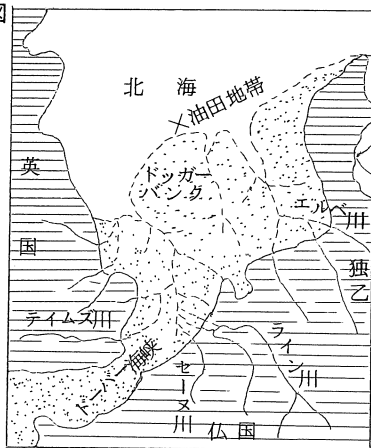 図
北海
×油田地帯
ドッガー
バンク
英国
エルベ川
独乙
テイムズ川
ライン川
ドーバー海峡
セーヌ川
仏国